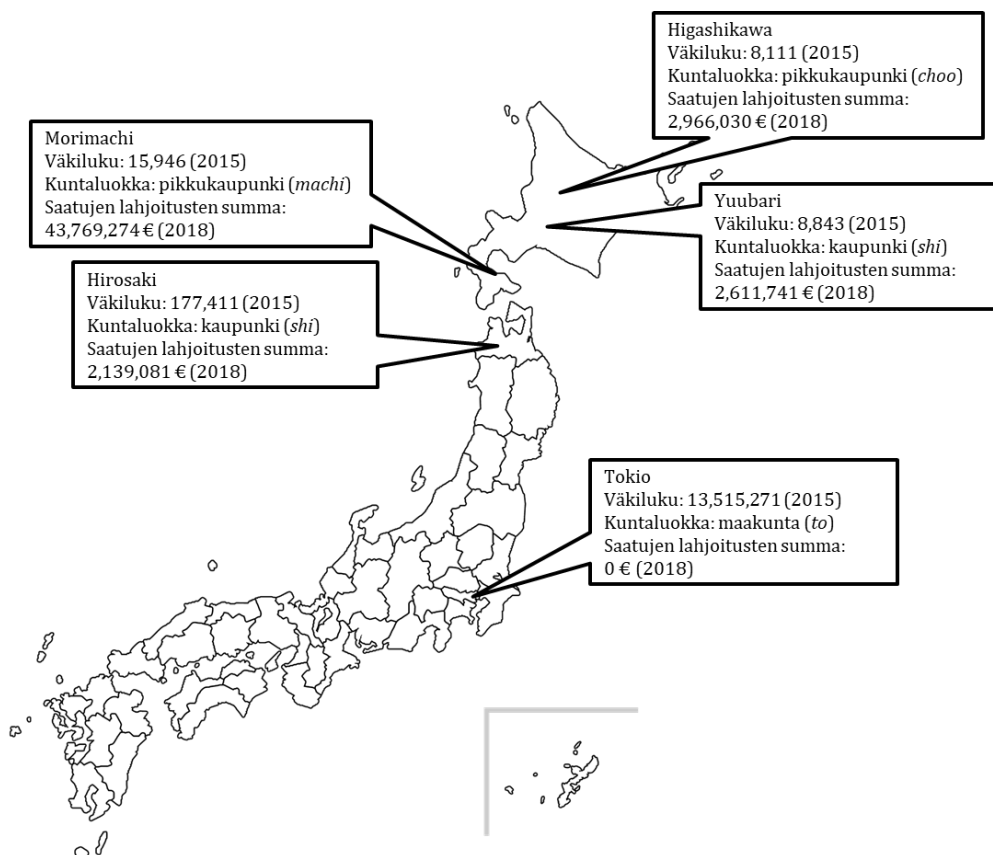 Higashikawa
Väkiluku: 8,111 (2015)
Kuntaluokka: pikkukaupunki (choo)
Saatujen lahjoitusten summa:
2,966,030 € (2018)
Morimachi
Väkiluku: 15,946 (2015)
Kuntaluokka: pikkukaupunki (machi)
Saatujen lahjoitusten summa:
43,769,274 € (2018)
Yuubari
Väkiluku: 8,843 (2015)
Kuntaluokka: kaupunki (shi)
Saatujen lahjoitusten summa:
2,611,741 € (2018)
Hirosaki
Väkiluku: 177,411 (2015)
Kuntaluokka: kaupunki (shi)
Saatujen lahjoitusten summa:
2,139,081 € (2018)
Tokio
Väkiluku: 13,515,271 (2015)
Kuntaluokka: maakunta (to)
Saatujen lahjoitusten summa:
0 € (2018)